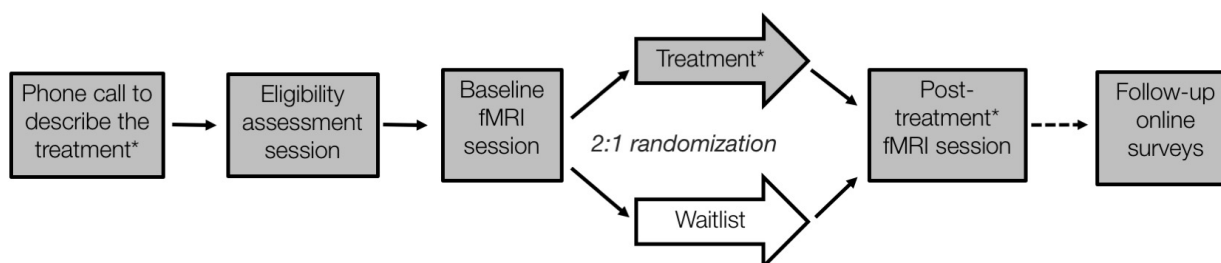 Phone call to
describe the
treatment*
Eligibility
assessment
session
Baseline
fMRI
session
Treatment*
2:1 randomization
Waitlist
Post-
treatment*
fMRI session
Follow-up
online
surveys